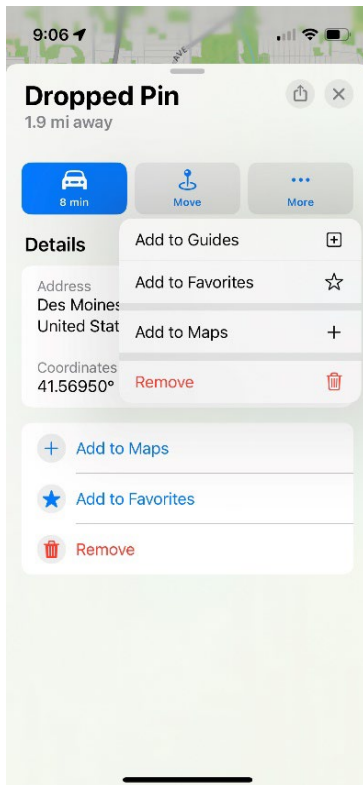 9:06
AVE
Dropped Pin
1.9 mi away
8 min
Move
More
Details
Add to Guides
Add to Favorites
Add to Maps
Remove
Address
Des Moines
United Stat
Coordinates
41.56950°
Add to Maps
Add to Favorites
Remove